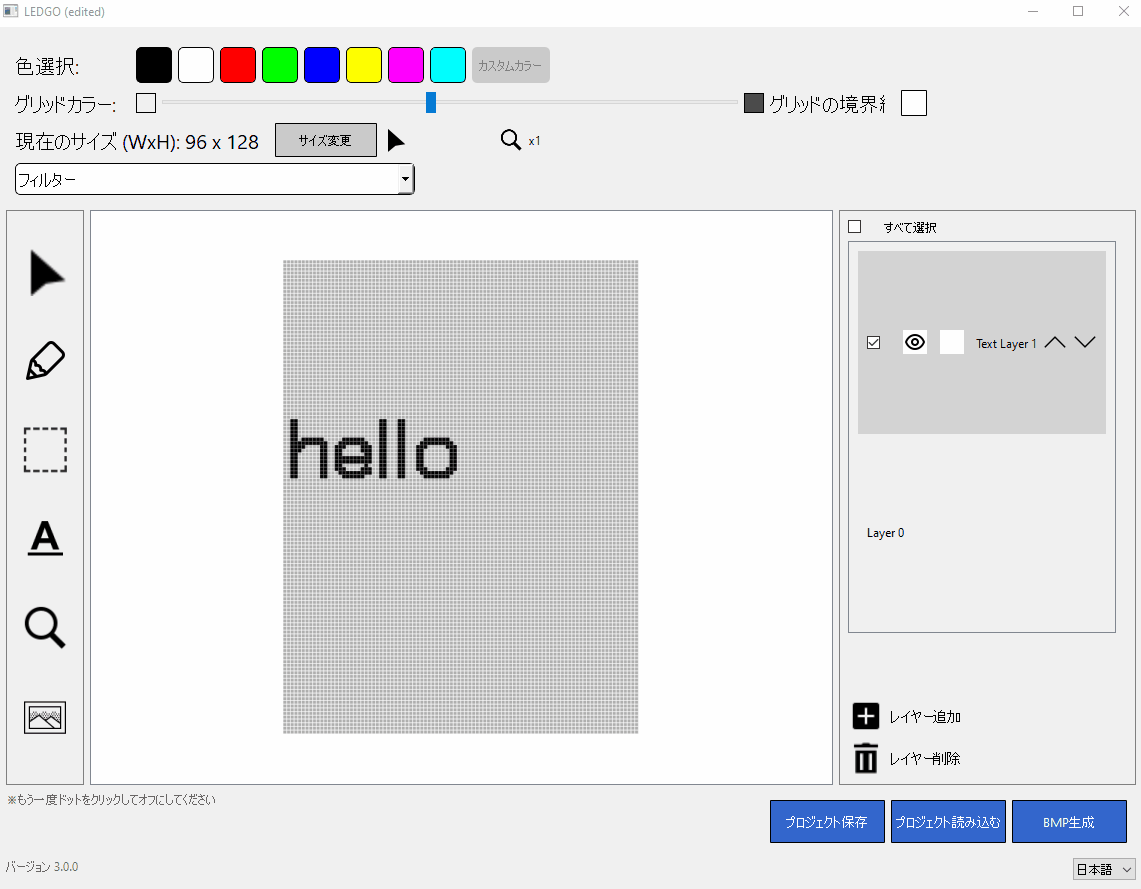 LEDGO (edited)
色選択:
カスタムカラー
グリッドカラー:
グリッドの境界
現在のサイズ (WxH): 96 x 128
サイズ変更
x1
フィルター
すべて選択
Text Layer 1
hello
Layer 0
A
レイヤー追加
レイヤー削除
※もう一度ドットをクリックしてオフにしてください
プロジェクト保存
プロジェクト読み込む
BMP生成
バージョン 3.0.0
日本語